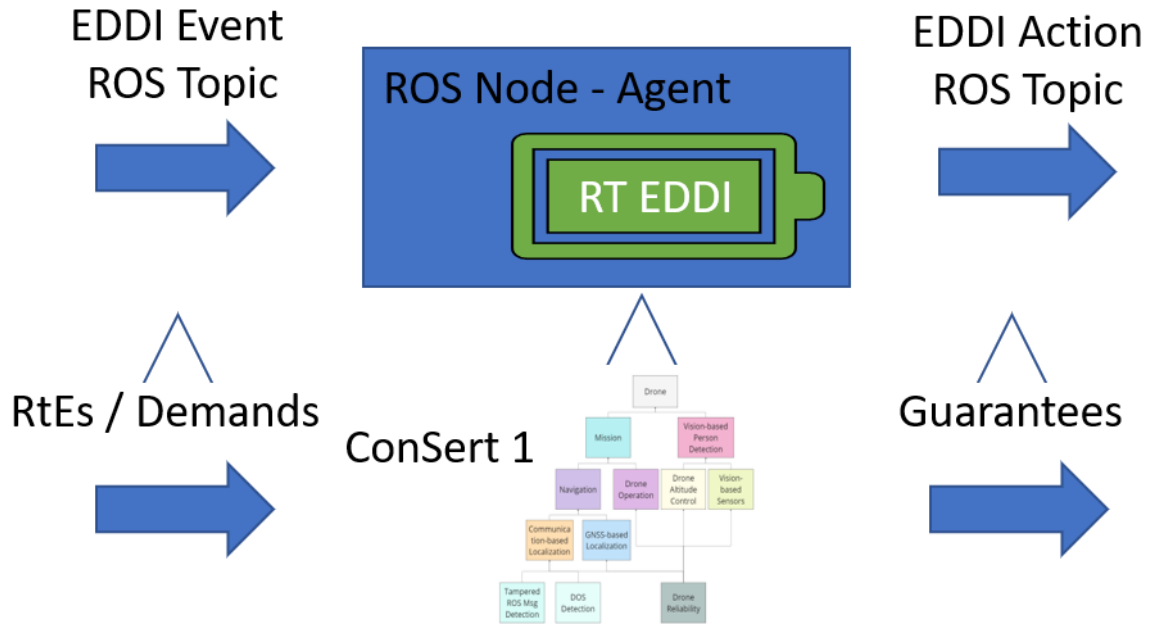 EDDI Event
ROS Topic
ROS Node - Agent
RT EDDI
EDDI Action
ROS Topic
RtEs / Demands
ConSert 1
Guarantees
Drone
Mission
Vision-based
Person
Detection
Navigation
Drone
Operation
Drone
Altitude
Control
Vision-
based
Sensors
Communica
tion-based
Localization
GNSS-based
Localization
Tampered
ROS Msg
Detection
DOS
Detection
Drone
Reliability